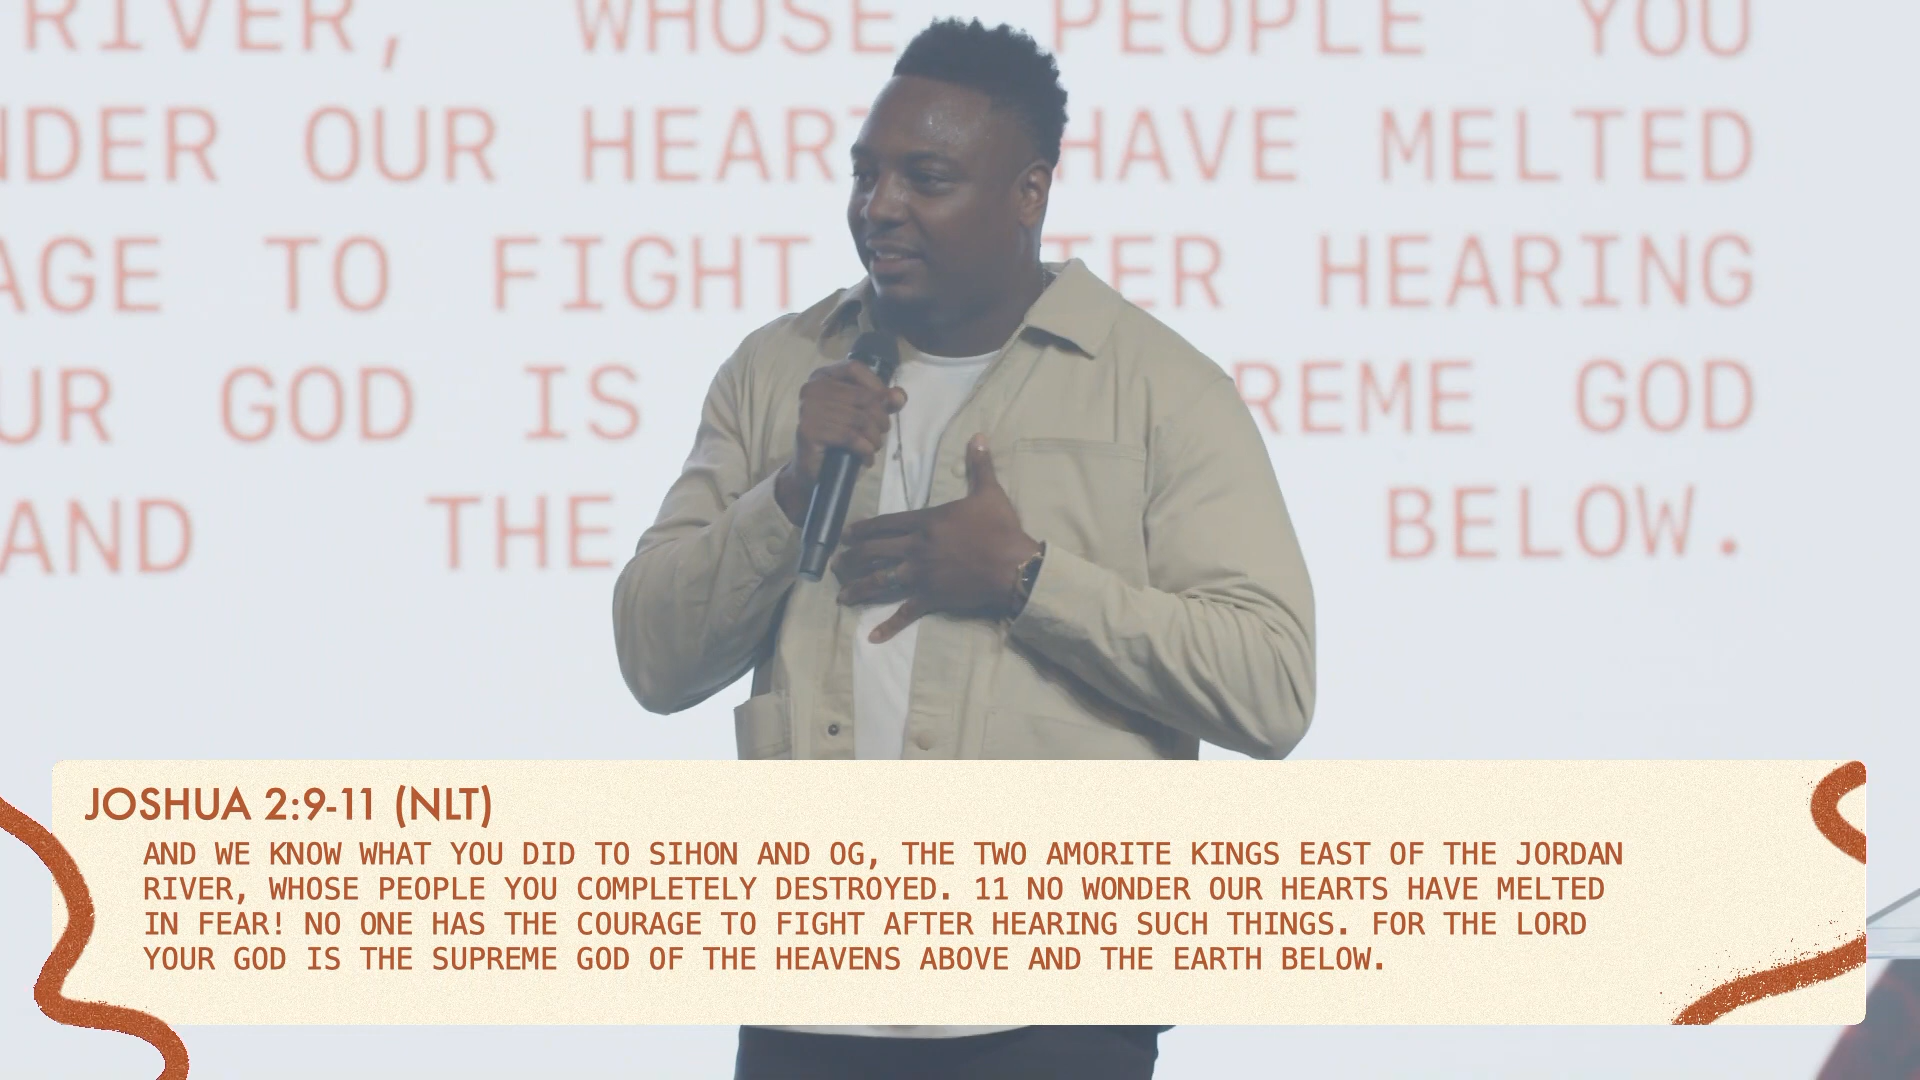 RIVER, WHOSE PEOPLE YOU
NDER OUR HEART HAVE MELTED
AGE TO FIGHT TER HEARING
UR GOD IS REME GOD
AND THE BELOW.
JOSHUA 2:9-11 (NLT)
AND WE KNOW WHAT YOU DID TO SIHON AND OG, THE TWO AMORITE KINGS EAST OF THE JORDAN
RIVER, WHOSE PEOPLE YOU COMPLETELY DESTROYED. 11 NO WONDER OUR HEARTS HAVE MELTED
IN FEAR! NO ONE HAS THE COURAGE TO FIGHT AFTER HEARING SUCH THINGS. FOR THE LORD
YOUR GOD IS THE SUPREME GOD OF THE HEAVENS ABOVE AND THE EARTH BELOW.